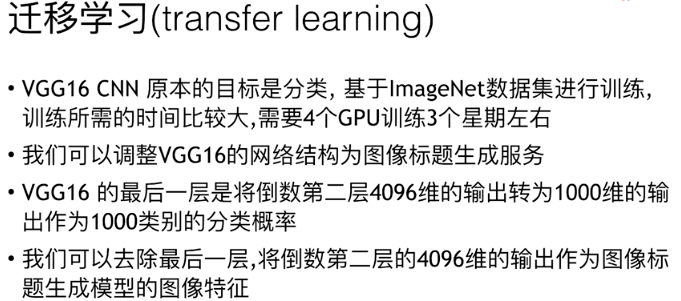 迁移学习(transfer learning)
• VGG16 CNN 原本的目标是分类, 基于ImageNet数据集进行训练,
训练所需的时间比较大,需要4个GPU训练3个星期左右
• 我们可以调整VGG16的网络结构为图像标题生成服务
• VGG16 的最后一层是将倒数第二层4096维的输出转为1000维的输
出作为1000类别的分类概率
• 我们可以去除最后一层,将倒数第二层的4096维的输出作为图像标
题生成模型的图像特征